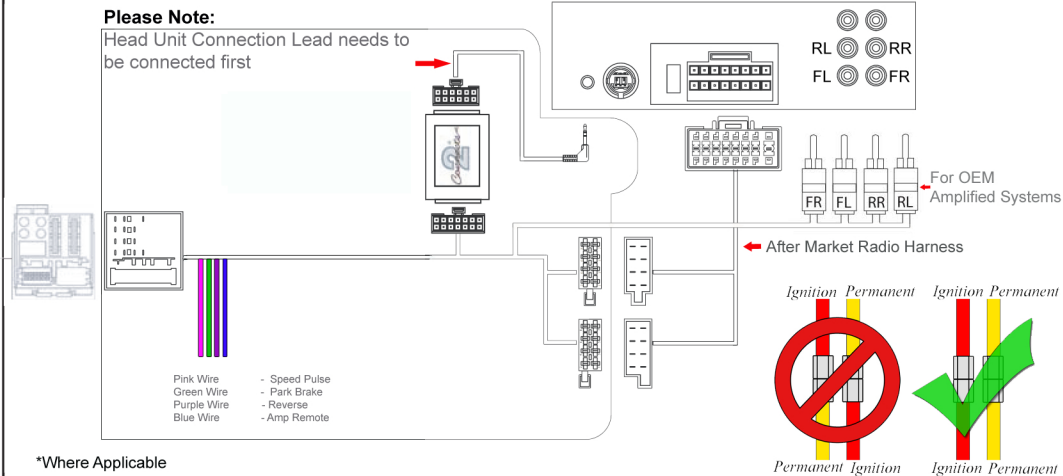 Please Note:
Head Unit Connection Lead needs to
be connected first
RL RR
FL FR
Connects 2
FR FL RR RL
For OEM
Amplified Systems
After Market Radio Harness
Ignition Permanent Ignition Permanent
Pink Wire - Speed Pulse
Green Wire - Park Brake
Purple Wire - Reverse
Blue Wire - Amp Remote
*Where Applicable
Permanent Ignition Ignition Permanent